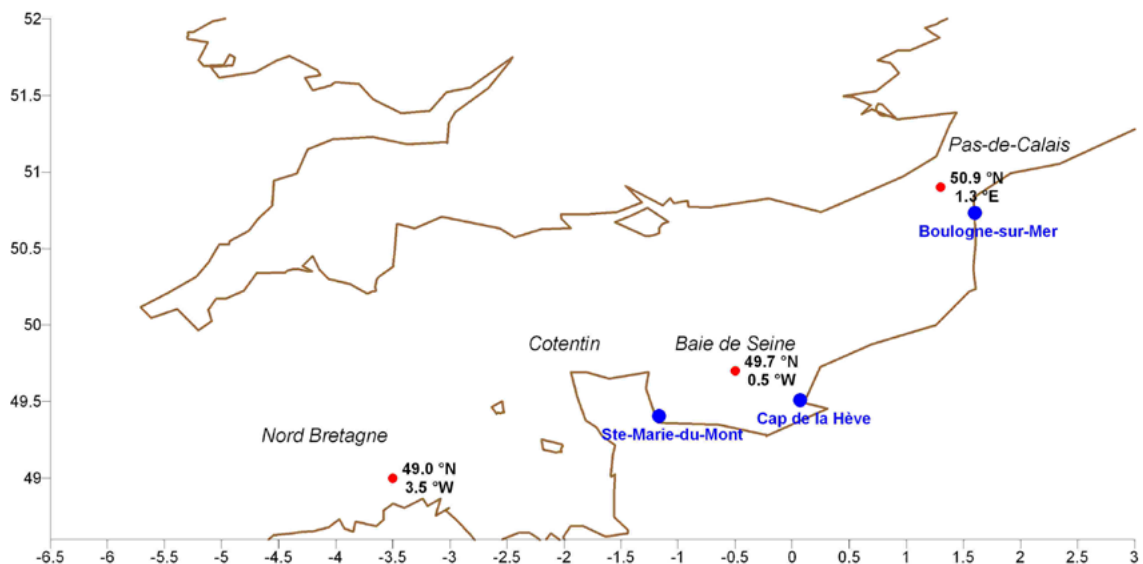 52
51.5
51
50.5
50
49.5
49
Pas-de-Calais
50.9 °N
1.3 °E
Boulogne-sur-Mer
Cotentin
Baie de Seine
49.7 °N
0.5 °W
Cap de la Hève
Ste-Marie-du-Mont
Nord Bretagne
49.0 °N
3.5 °W
-6.5 -6 -5.5 -5 -4.5 -4 -3.5 -3 -2.5 -2 -1.5 -1 -0.5 0 0.5 1 1.5 2 2.5 3